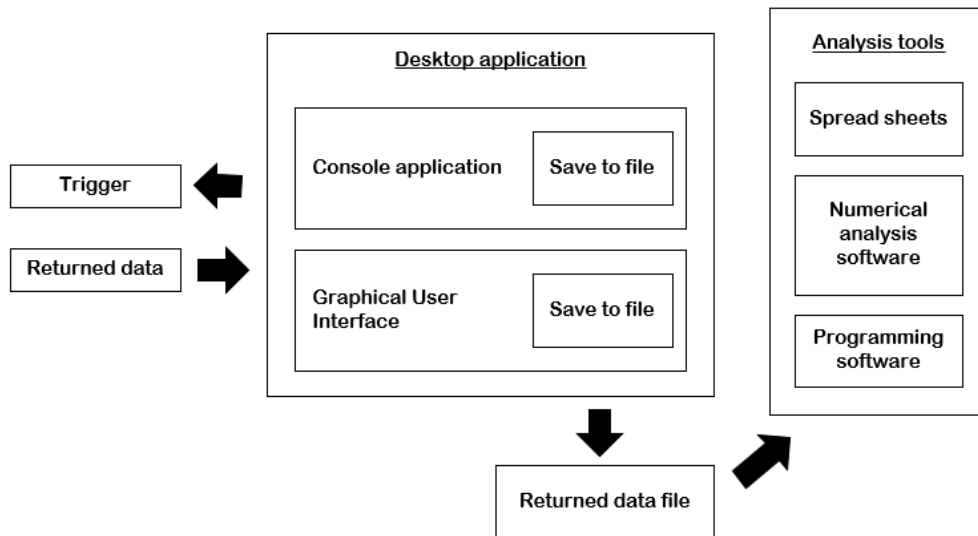 Desktop application
Console application
Save to file
Graphical User
Interface
Save to file
Trigger
Returned data
Returned data file
Analysis tools
Spread sheets
Numerical
analysis
software
Programming
software